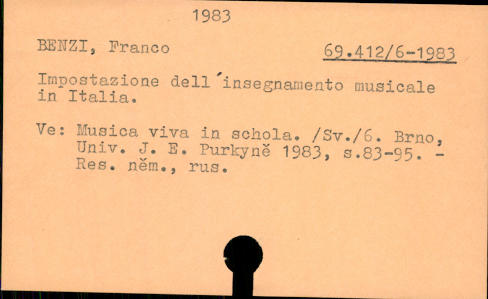 1983
BENZI, Franco 69.412/6-1983
Impostazione dell´insegnamento musicale
in Italia.
Ve: Musica viva in schola. /Sv./6. Brno,
Univ. J. E. Purkyně 1983, s.83-95. -
Res. něm., rus.